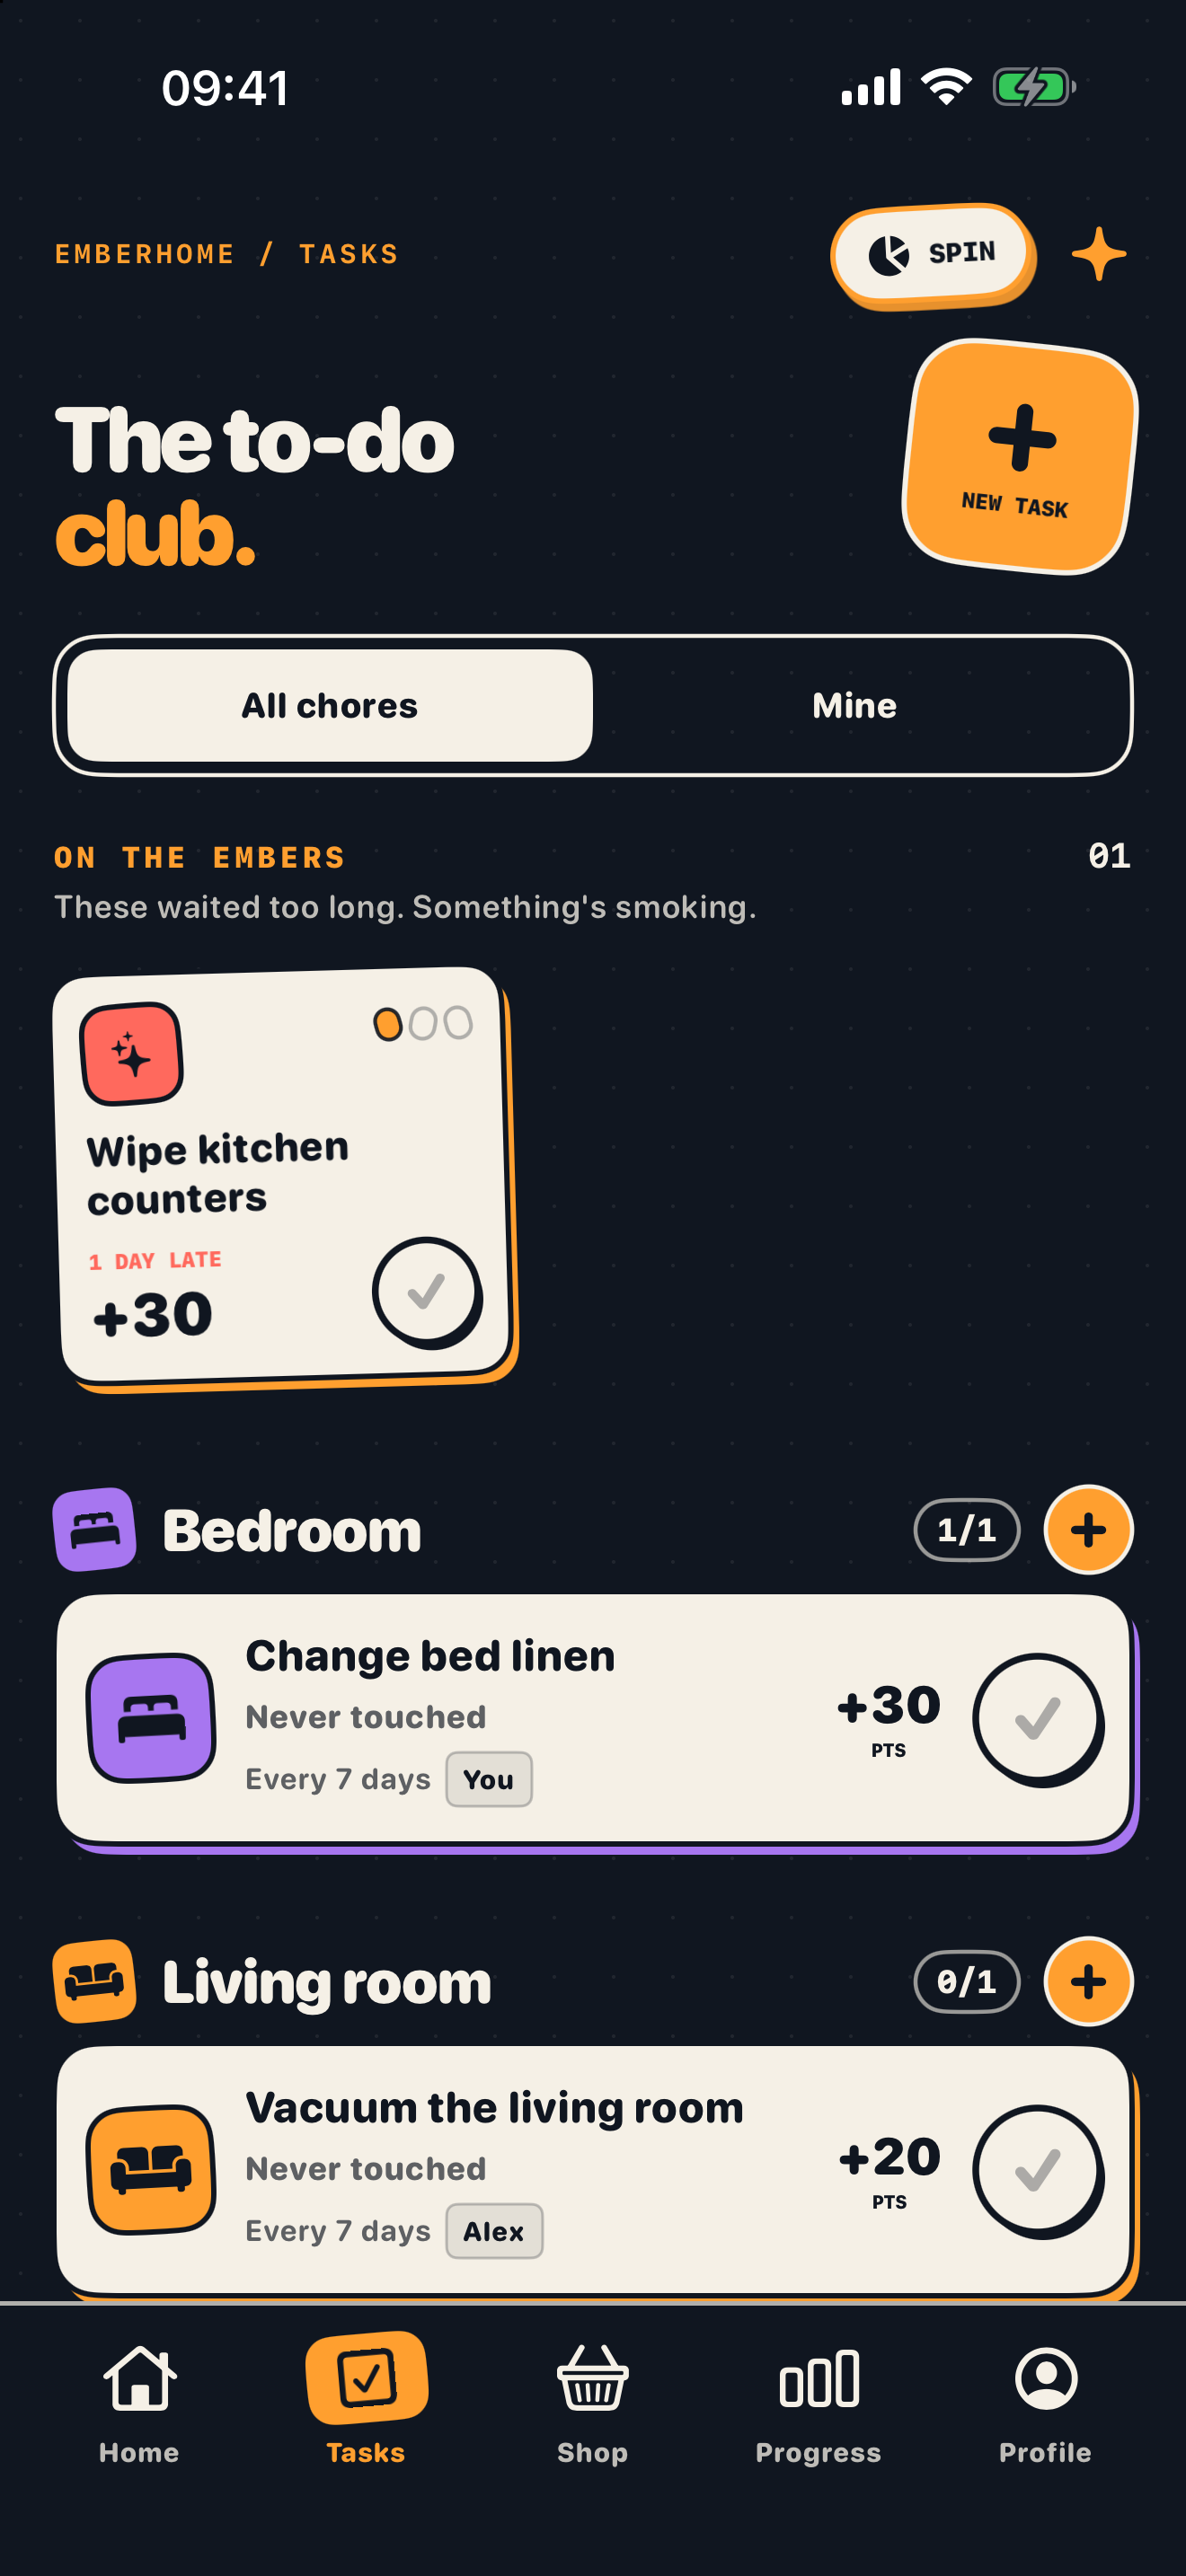 09:41
EMBERHOME / TASKS
SPIN
The to-do
club.
NEW TASK
All chores
Mine
ON THE EMBERS
01
These waited too long. Something's smoking.
Wipe kitchen
counters
1 DAY LATE
+30
Bedroom
1/1
Change bed linen
Never touched
Every 7 days
You
+30
PTS
Living room
0/1
Vacuum the living room
Never touched
Every 7 days
Alex
+20
PTS
Home
Tasks
Shop
Progress
Profile